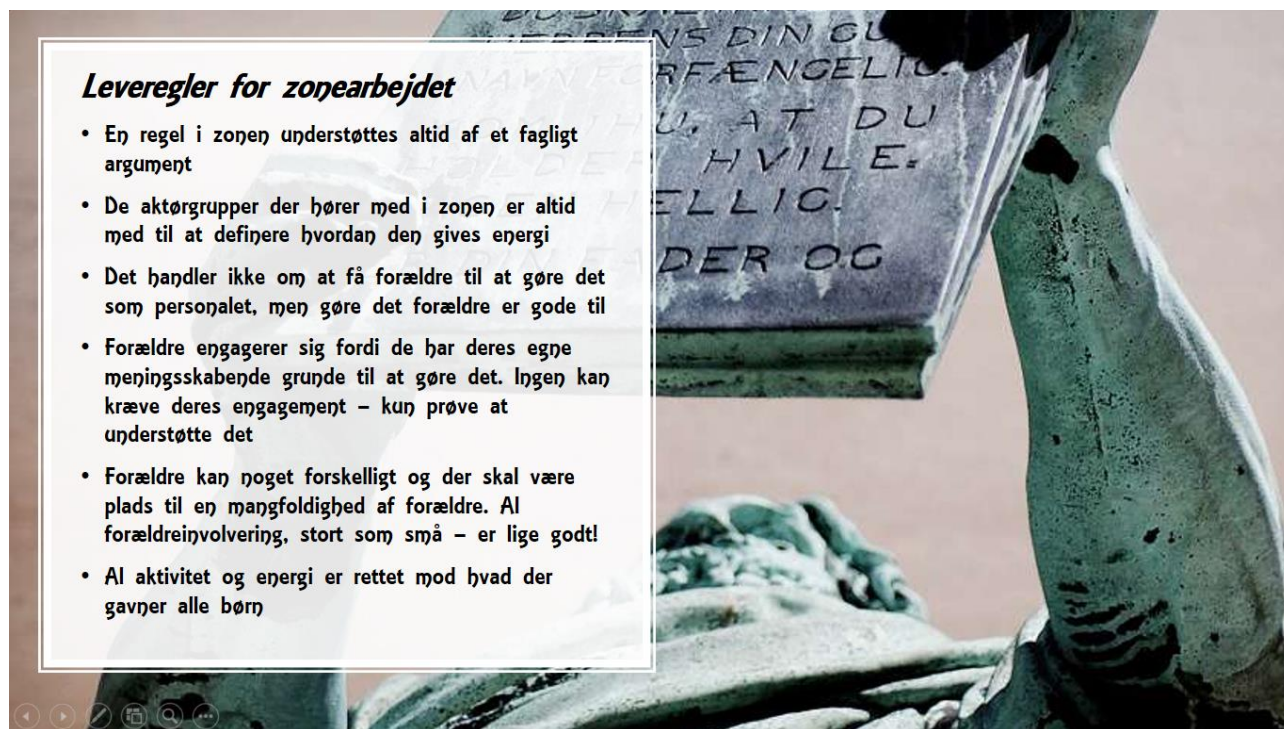 Leveregler for zonearbejdet
• En regel i zonen understøttes altid af et fagligt
argument
• De aktørgrupper der hører med i zonen er altid
med til at definere hvordan den gives energi
• Det handler ikke om at få forældre til at gøre det
som personalet, men gøre det forældre er gode til
• Forældre engagerer sig fordi de har deres egne
meningsskabende grunde til at gøre det. Ingen kan
kræve deres engagement – kun prøve at
understøtte det
• Forældre kan noget forskelligt og der skal være
plads til en mangfoldighed af forældre. Al
forældreinvolvering, stort som små – er lige godt!
• Al aktivitet og energi er rettet mod hvad der
gavner alle børn
DIN
NAVN FORFÆNGELIG.
HU, AT DU
HOLDER HVILE=
HELLIG.
OG